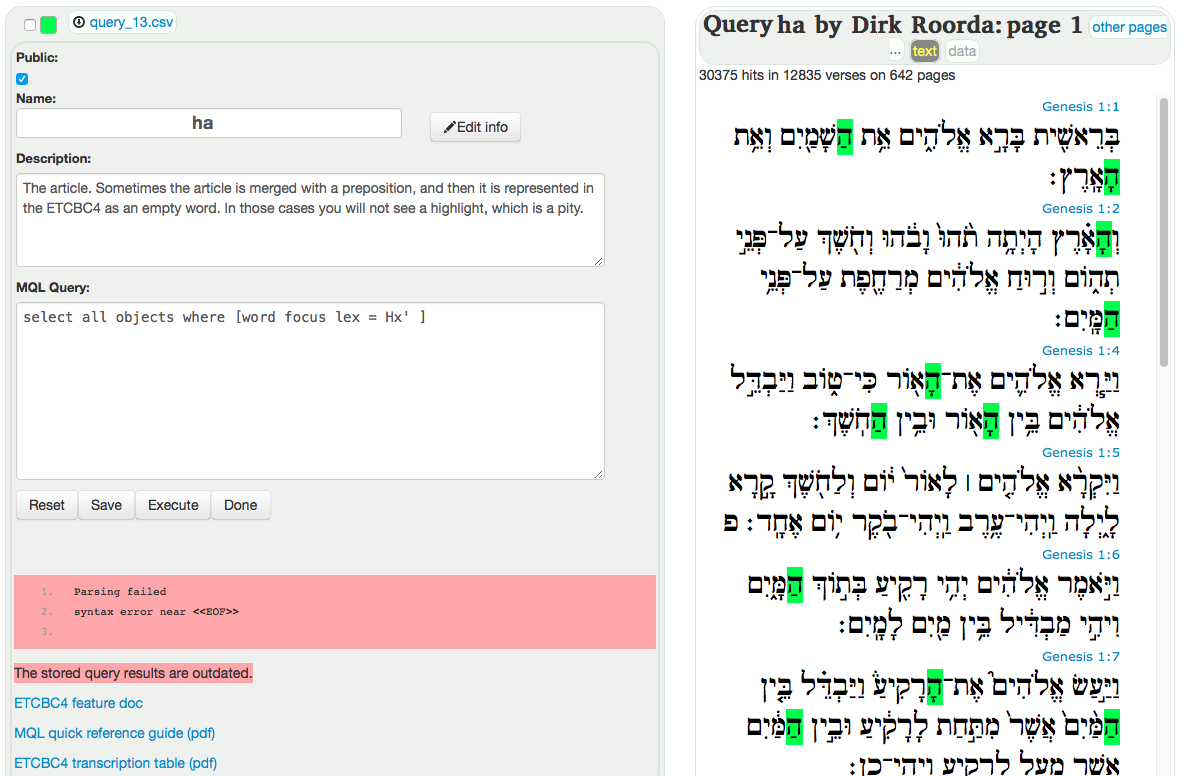 query_13.csv
Public:
Name:
ha
Edit info
Description:
The article. Sometimes the article is merged with a preposition, and then it is represented in
the ETCBC4 as an empty word. In those cases you will not see a highlight, which is a pity.
MQL Query:
select all objects where [word focus lex = Hx' ]
Reset Save Execute Done
1. Parsing failed
2. syntax error near <<EOF>>
3.
The stored query results are outdated.
ETCBC4 feature doc
MQL quick reference guide (pdf)
ETCBC4 transcription table (pdf)
Query ha by Dirk Roorda: page 1 other pages
... text data
30375 hits in 12835 verses on 642 pages
Genesis 1:1
בְּרֵאשִׁ֖ית בָּרָ֣א אֱלֹהִ֑ים אֵ֥ת הַשָּׁמַ֖יִם וְאֵ֥ת
הָאָֽרֶץ׃
Genesis 1:2
וְהָאָ֗רֶץ הָיְתָ֥ה תֹ֙הוּ֙ וָבֹ֔הוּ וְחֹ֖שֶׁךְ עַל־פְּנֵ֣י
תְהֹ֑ום וְר֣וּחַ אֱלֹהִ֔ים מְרַחֶ֖פֶת עַל־פְּנֵ֥י
הַמָּֽיִם׃
Genesis 1:4
וַיַּ֧רְא אֱלֹהִ֛ים אֶת־הָאֹ֖ור כִּי־טֹ֑וב וַיַּבְדֵּ֣ל
אֱלֹהִ֔ים בֵּ֥ין הָאֹ֖ור וּבֵ֥ין הַחֹֽשֶׁךְ׃
Genesis 1:5
וַיִּקְרָ֨א אֱלֹהִ֤ים׀ לָאֹור֙ יֹ֔ום וְלַחֹ֖שֶׁךְ קָ֣רָא
לָ֑יְלָה וַֽיְהִי־עֶ֥רֶב וַֽיְהִי־בֹ֖קֶר יֹ֥ום אֶחָֽד׃ פ
Genesis 1:6
וַיֹּ֣אמֶר אֱלֹהִ֔ים יְהִ֥י רָקִ֖יעַ בְּתֹ֣וךְ הַמָּ֑יִם
וִיהִ֣י מַבְדִּ֔יל בֵּ֥ין מַ֖יִם לָמָֽיִם׃
Genesis 1:7
וַיַּ֣עַשׂ אֱלֹהִים֮ אֶת־הָרָקִיעַ֒ וַיַּבְדֵּ֗ל בֵּ֤ין
הַמַּ֙יִם֙ אֲשֶׁר֙ מִתַּ֣חַת לָרָקִ֔יעַ וּבֵ֣ין הַמַּ֔יִם
אֲשֶׁ֖ר מֵעַ֣ל לָרָקִ֑יעַ וַֽיְהִי־כֵֽן׃